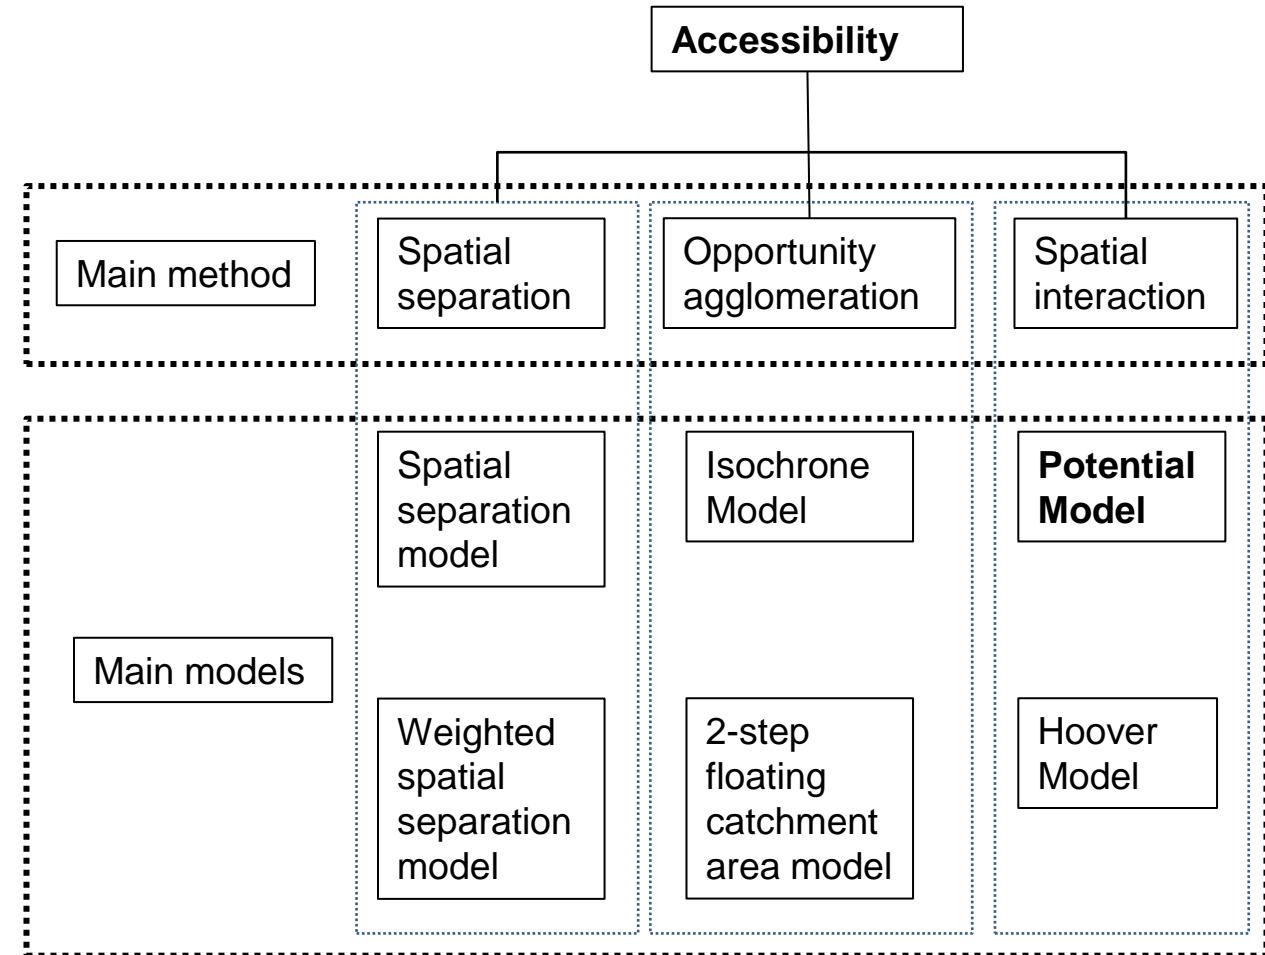 Accessibility
Main method
Spatial
separation
Opportunity
agglomeration
Spatial
interaction
Main models
Spatial
separation
model
Isochrone
Model
Potential
Model
Weighted
spatial
separation
model
2-step
floating
catchment
area model
Hoover
Model